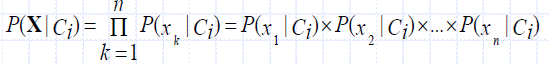 P(X|C_i) = ∏_{k=1}^{n} P(x_k|C_i) = P(x_1|C_i)×P(x_2|C_i)×...×P(x_n|C_i)